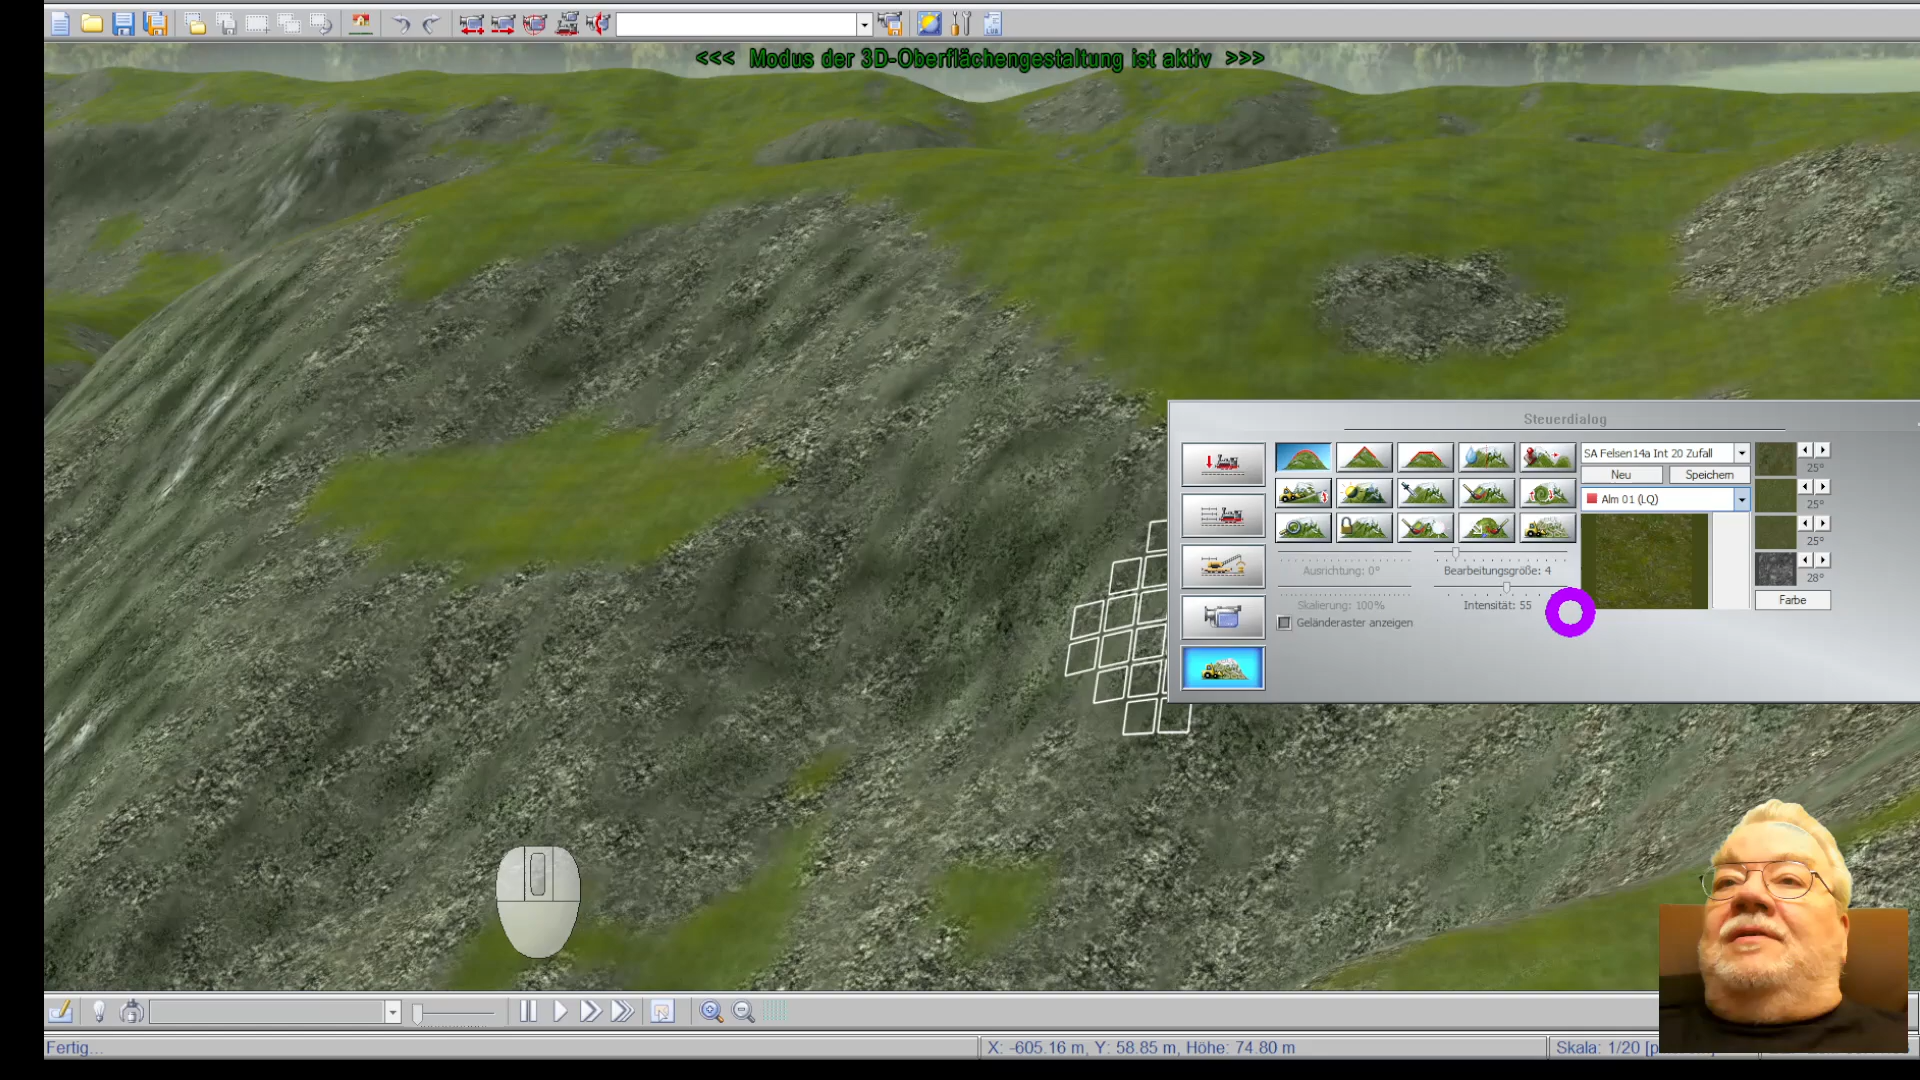 <<< Modus der 3D-Oberflächengestaltung ist aktiv >>>
Steuerdialog
SA Felsen14a Int 20 Zufall
Neu Speichern
Alm 01 (LQ)
25°
25°
25°
28°
Farbe
Ausrichtung: 0° Bearbeitungsgröße: 4
Skalierung: 100% Intensität: 55
Geländeraster anzeigen
Fertig...
X: -605.16 m, Y: 58.85 m, Höhe: 74.80 m
Skala: 1/20